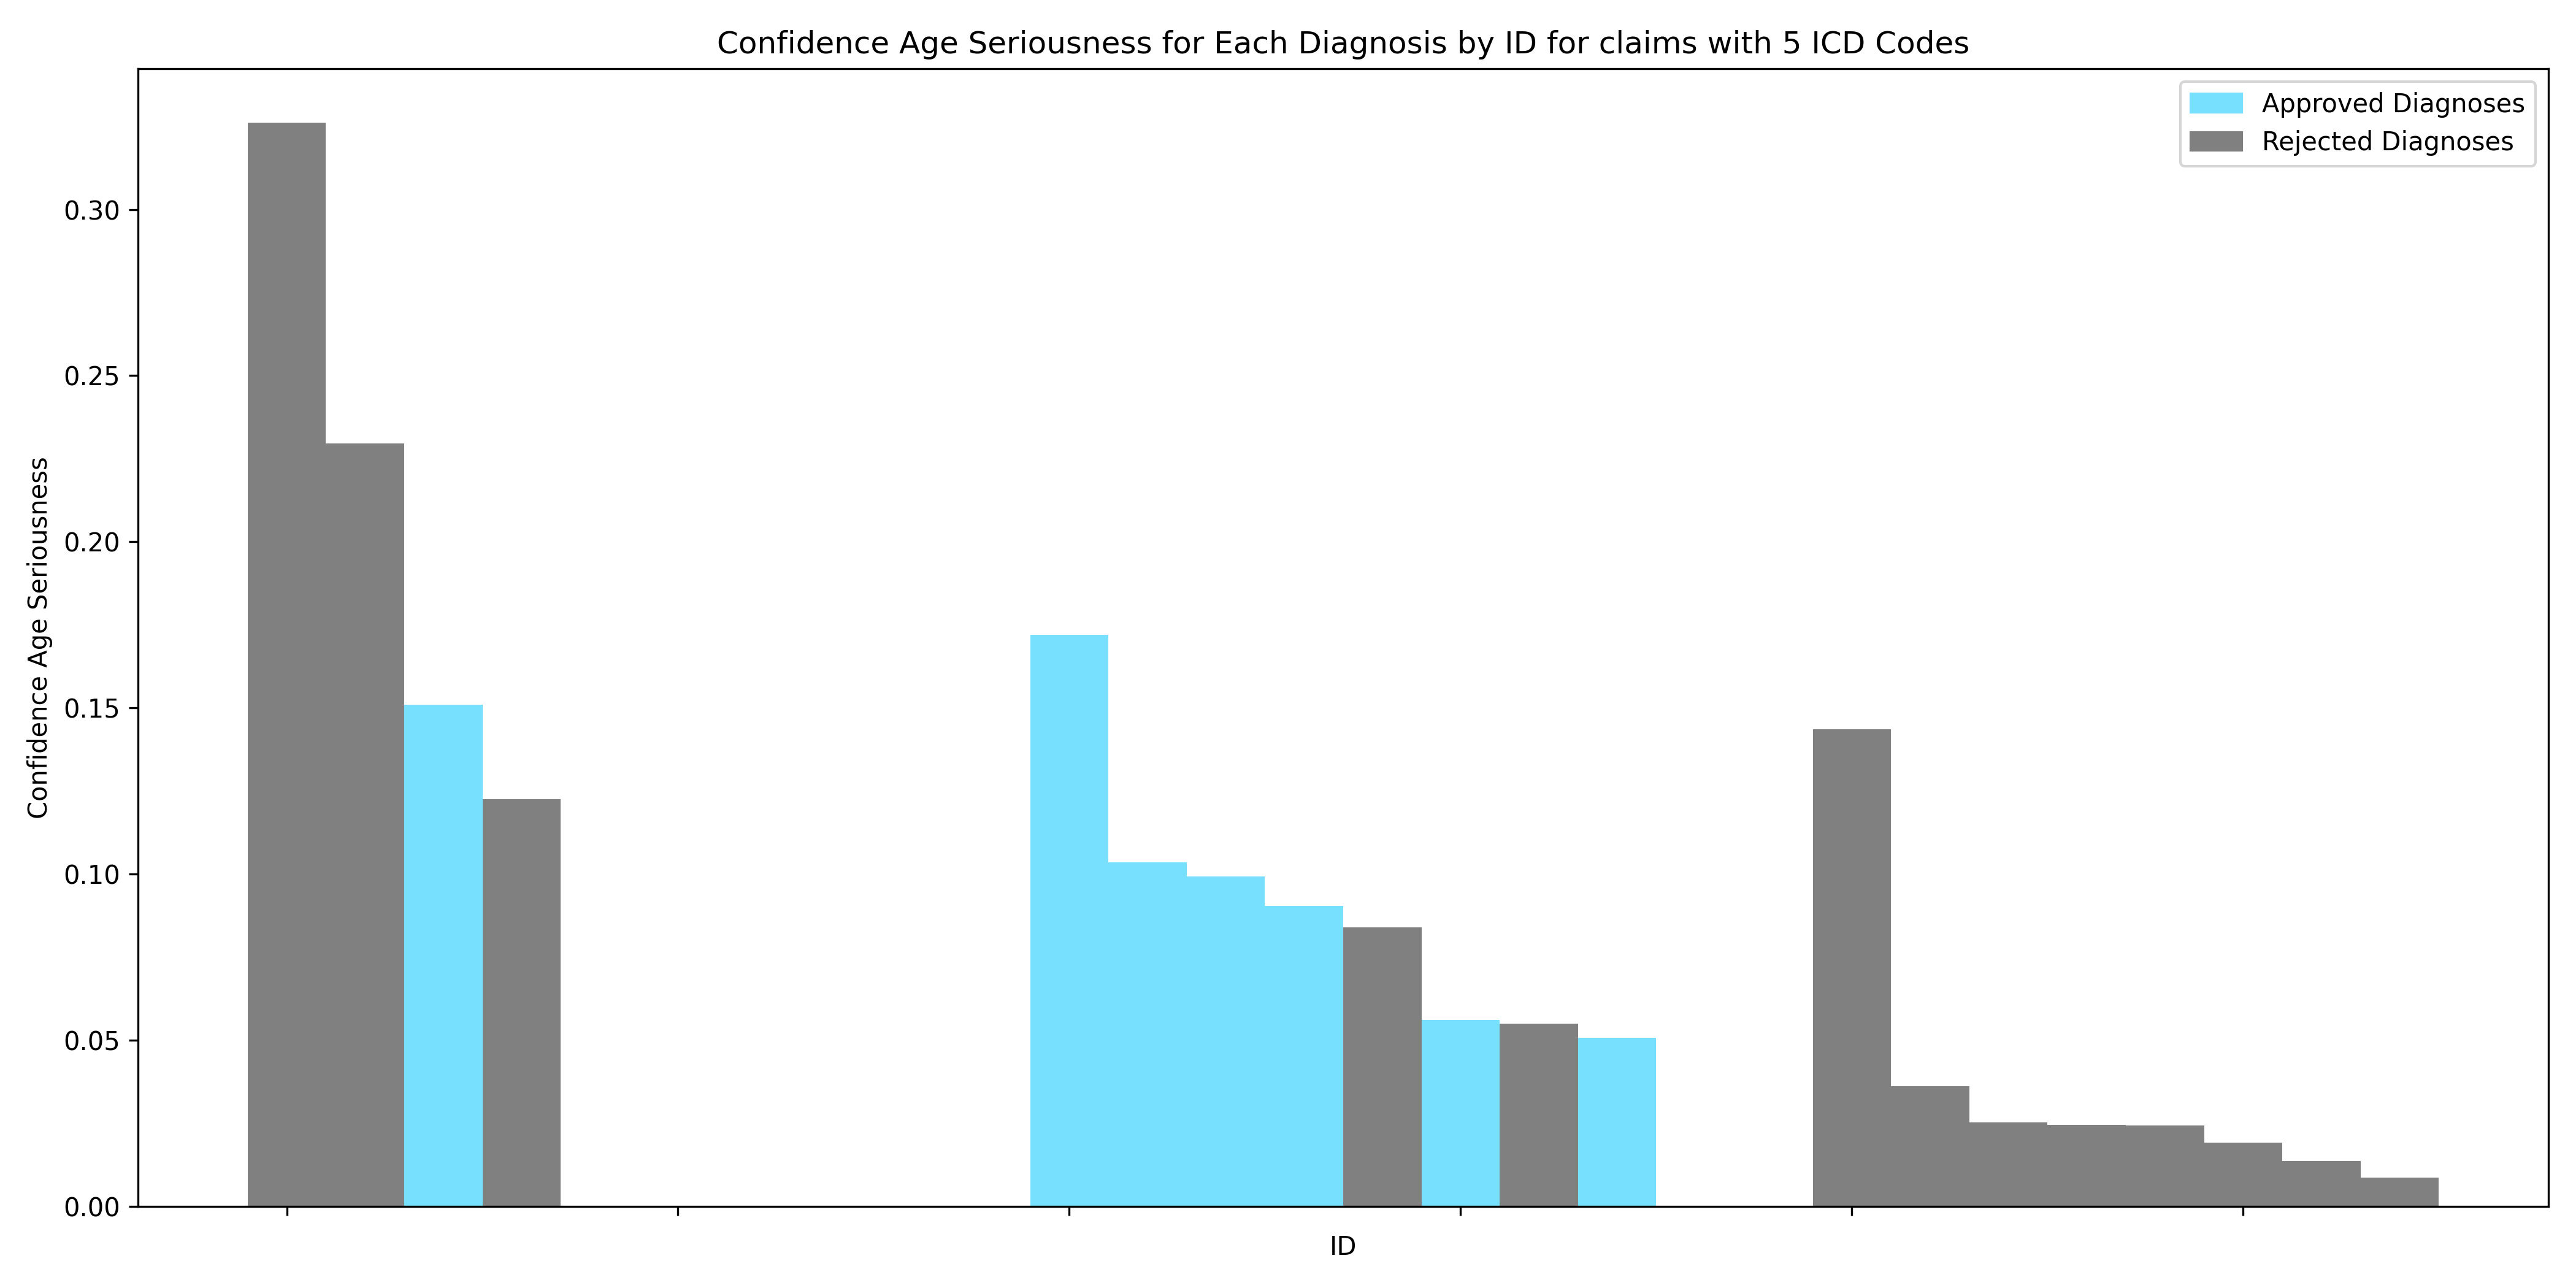 Confidence Age Seriousness for Each Diagnosis by ID for claims with 5 ICD Codes
Approved Diagnoses
Rejected Diagnoses
Confidence Age Seriousness
0.30
0.25
0.20
0.15
0.10
0.05
0.00
ID